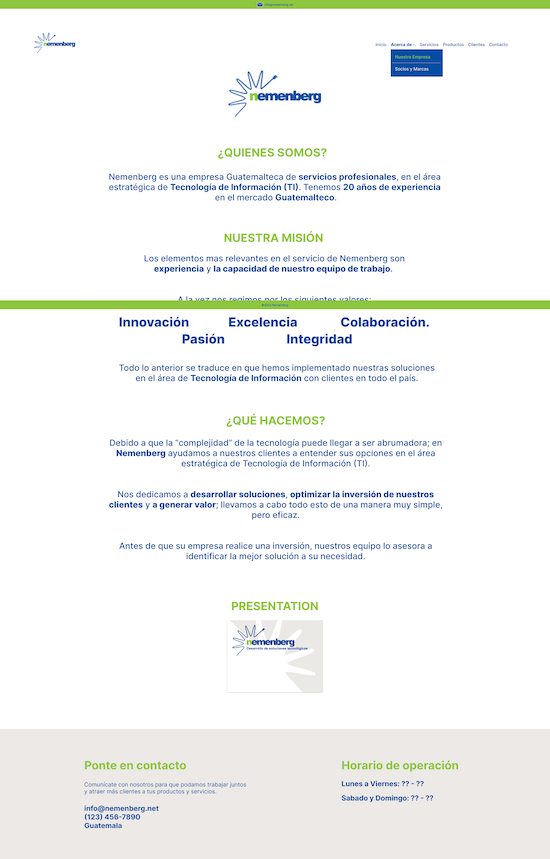 nemenberg
Inicio Acerca de Servicios Productos Clientes Contacto
Nuestra Empresa
Socios y Marcas
nemenberg
¿QUIENES SOMOS?
Nemenberg es una empresa Guatemalteca de servicios profesionales, en el área
estratégica de Tecnología de Información (TI). Tenemos 20 años de experiencia
en el mercado Guatemalteco.
NUESTRA MISIÓN
Los elementos mas relevantes en el servicio de Nemenberg son
experiencia y la capacidad de nuestro equipo de trabajo.
A la vez nos regimos por los siguientes valores:
Innovación Excelencia Colaboración.
Pasión Integridad
Todo lo anterior se traduce en que hemos implementado nuestras soluciones
en el área de Tecnología de Información con clientes en todo el país.
¿QUÉ HACEMOS?
Debido a que la “complejidad” de la tecnología puede llegar a ser abrumadora; en
Nemenberg ayudamos a nuestros clientes a entender sus opciones en el área
estratégica de Tecnología de Información (TI).
Nos dedicamos a desarrollar soluciones, optimizar la inversión de nuestros
clientes y a generar valor; llevamos a cabo todo esto de una manera muy simple,
pero eficaz.
Antes de que su empresa realice una inversión, nuestros equipo lo asesora a
identificar la mejor solución a su necesidad.
PRESENTATION
nemenberg
Desarrollo de soluciones tecnológicas
Ponte en contacto
Comunícate con nosotros para que podamos trabajar juntos
y atraer más clientes a tus productos y servicios.
info@nemenberg.net
(123) 456-7890
Guatemala
Horario de operación
Lunes a Viernes: ?? - ??
Sabado y Domingo: ?? - ??